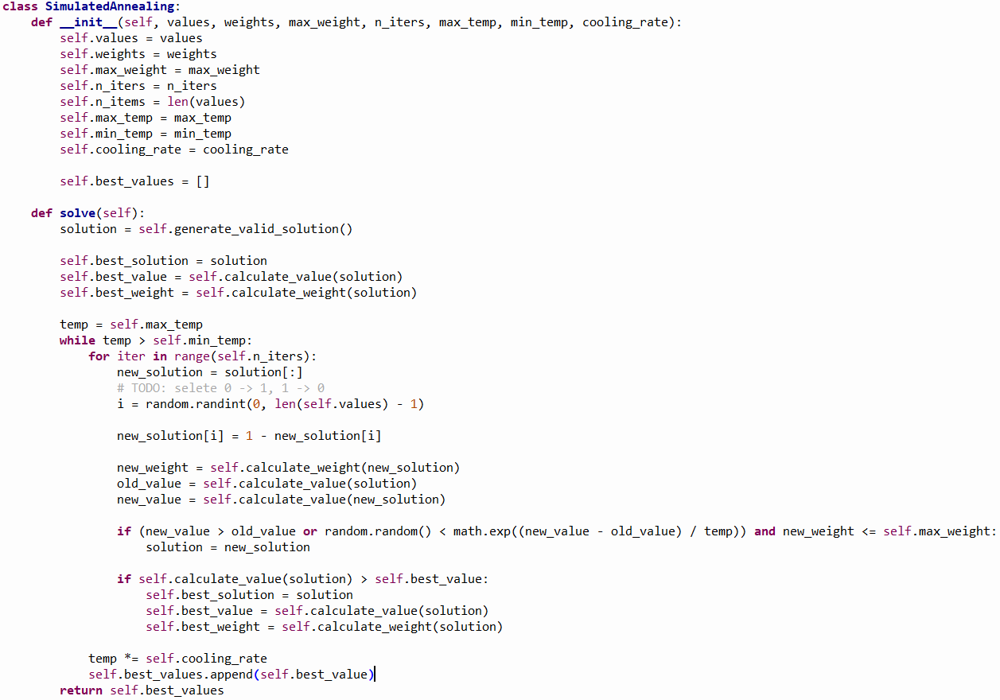 class SimulatedAnnealing:
    def __init__(self, values, weights, max_weight, n_iters, max_temp, min_temp, cooling_rate):
        self.values = values
        self.weights = weights
        self.max_weight = max_weight
        self.n_iters = n_iters
        self.n_items = len(values)
        self.max_temp = max_temp
        self.min_temp = min_temp
        self.cooling_rate = cooling_rate

        self.best_values = []

    def solve(self):
        solution = self.generate_valid_solution()

        self.best_solution = solution
        self.best_value = self.calculate_value(solution)
        self.best_weight = self.calculate_weight(solution)

        temp = self.max_temp
        while temp > self.min_temp:
            for iter in range(self.n_iters):
                new_solution = solution[:]
                # TODO: selete 0 -> 1, 1 -> 0
                i = random.randint(0, len(self.values) - 1)

                new_solution[i] = 1 - new_solution[i]

                new_weight = self.calculate_weight(new_solution)
                old_value = self.calculate_value(solution)
                new_value = self.calculate_value(new_solution)

                if (new_value > old_value or random.random() < math.exp((new_value - old_value) / temp)) and new_weight <= self.max_weight:
                    solution = new_solution

                if self.calculate_value(solution) > self.best_value:
                    self.best_solution = solution
                    self.best_value = self.calculate_value(solution)
                    self.best_weight = self.calculate_weight(solution)

            temp *= self.cooling_rate
            self.best_values.append(self.best_value)
        return self.best_values